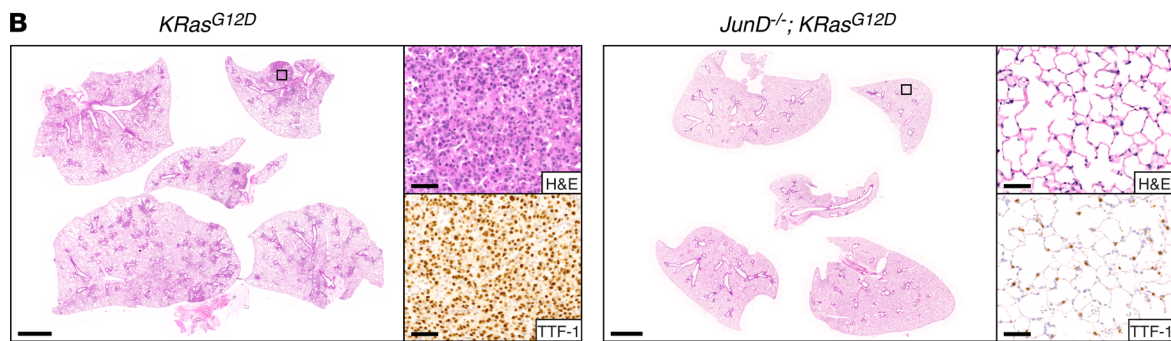 B
KRasG12D
JunD-/-; KRasG12D
H&E
TTF-1
H&E
TTF-1